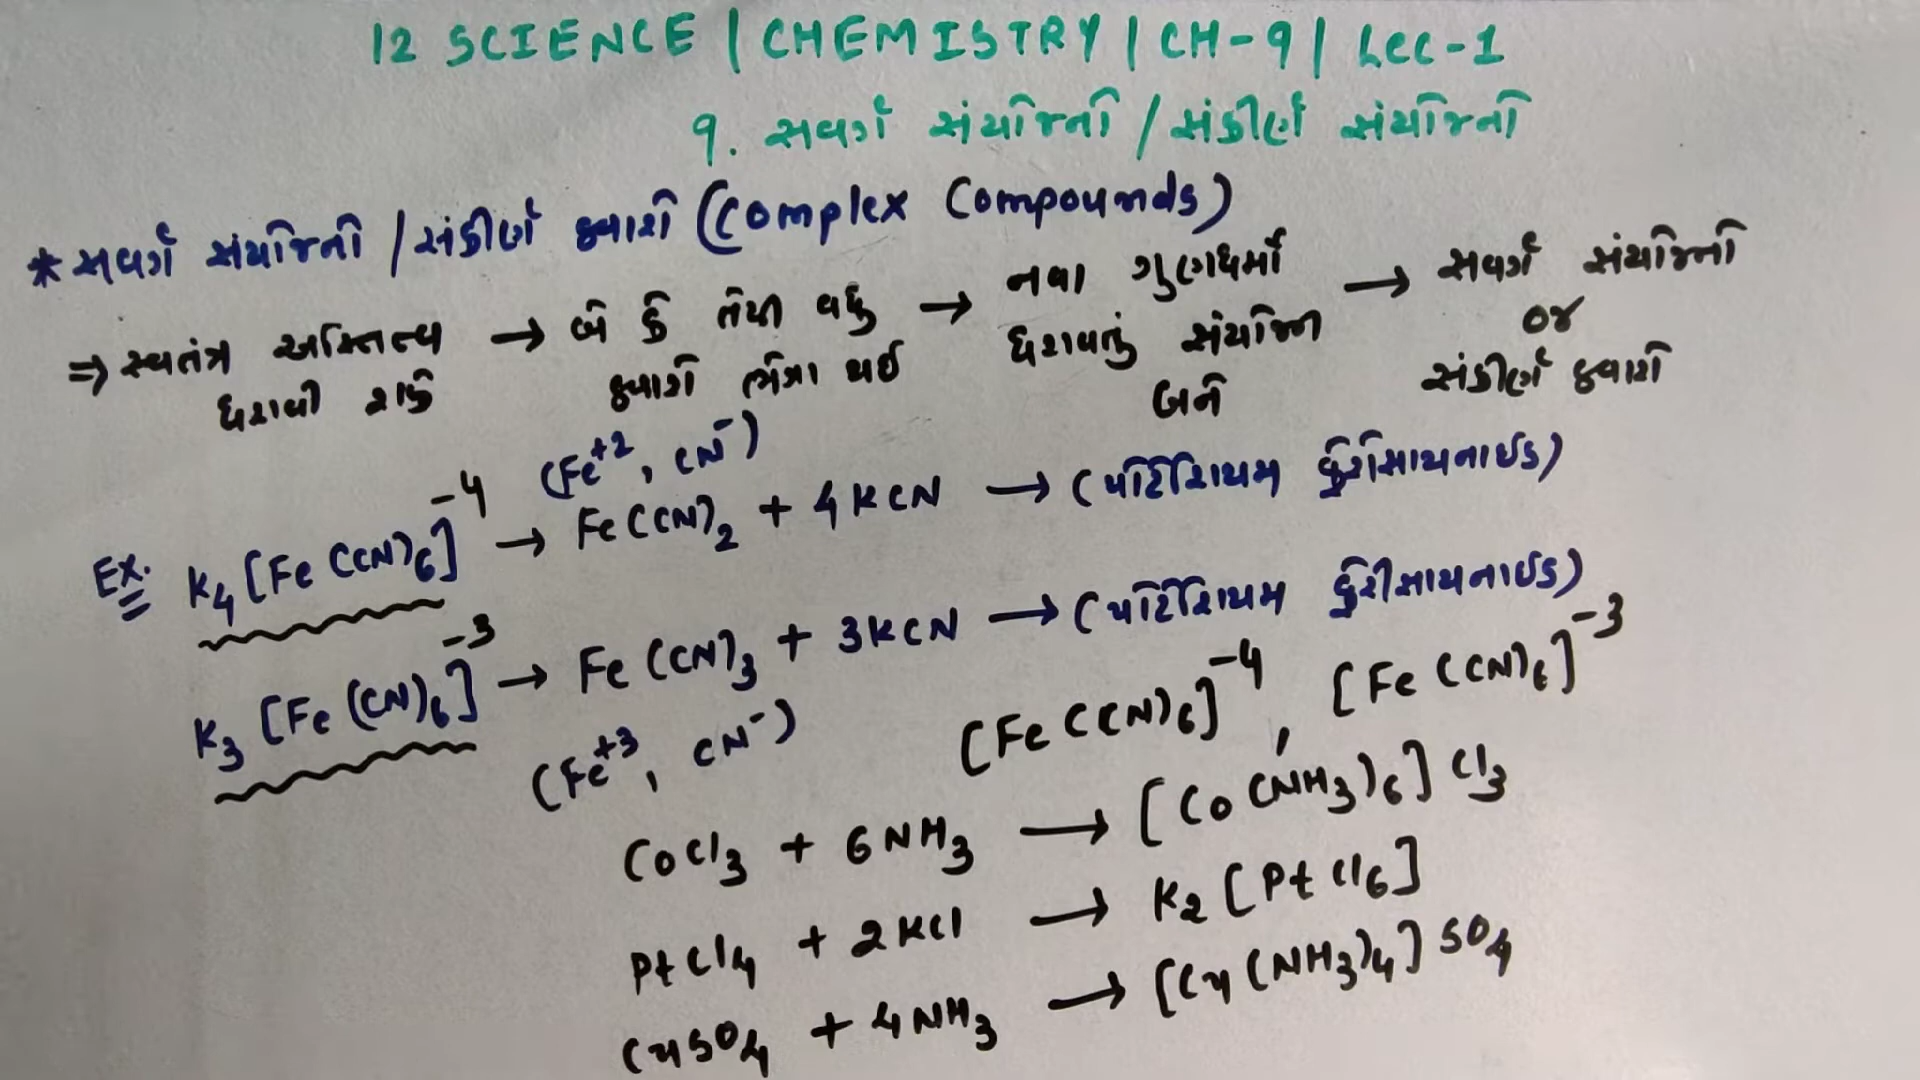 12 SCIENCE | CHEMISTRY | CH-9 | Lec-1
9. સવર્ગ સંયોજનો / સંકીર્ણ સંયોજનો
* સવર્ગ સંયોજનો / સંકીર્ણ ક્ષારો (Complex Compounds)
⇒ સ્વતંત્ર અસ્તિત્વ → બે કે તેથી વધુ → નવા ગુણધર્મો → સવર્ગ સંયોજનો
ધરાવી શકે ક્ષારો ભેગા થઈ ધરાવતું સંયોજન or
બને સંકીર્ણ ક્ષારો
(Fe⁺², CN⁻)
Ex. K₄[Fe(CN)₆]⁻⁴ → Fe(CN)₂ + 4KCN → (પોટેશિયમ ફેરોસાયનાઈડ)
K₃[Fe(CN)₆]⁻³ → Fe(CN)₃ + 3KCN → (પોટેશિયમ ફેરીસાયનાઈડ)
(Fe⁺³, CN⁻) [Fe(CN)₆]⁻⁴, [Fe(CN)₆]⁻³
CoCl₃ + 6NH₃ → [Co(NH₃)₆]Cl₃
PtCl₄ + 2KCl → K₂[PtCl₆]
CuSO₄ + 4NH₃ → [Cu(NH₃)₄]SO₄